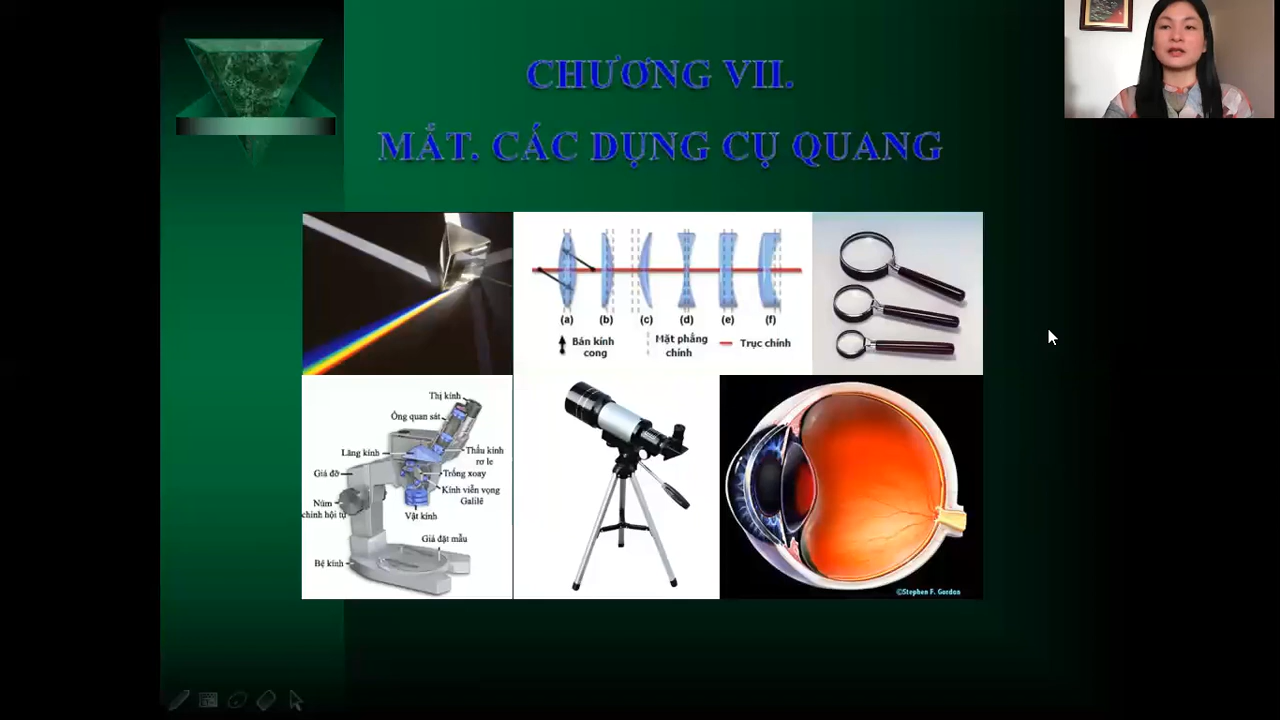 CHƯƠNG VII.
MẮT. CÁC DỤNG CỤ QUANG
(a) (b) (c) (d) (e) (f)
Bán kính cong
Mặt phẳng chính
Trục chính
Thị kính
Ống quan sát
Lăng kính
Thấu kính rơ le
Giá đỡ
Trống xoay
Kính viễn vọng Galilê
Núm chỉnh hội tụ
Vật kính
Giá đặt mẫu
Bệ kính
©Stephen F. Gordon